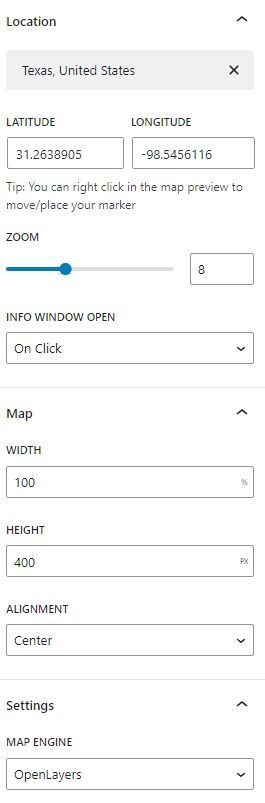 Location
Texas, United States
LATITUDE LONGITUDE
31.2638905 -98.5456116
Tip: You can right click in the map preview to
move/place your marker
ZOOM
8
INFO WINDOW OPEN
On Click
Map
WIDTH
100 %
HEIGHT
400 PX
ALIGNMENT
Center
Settings
MAP ENGINE
OpenLayers